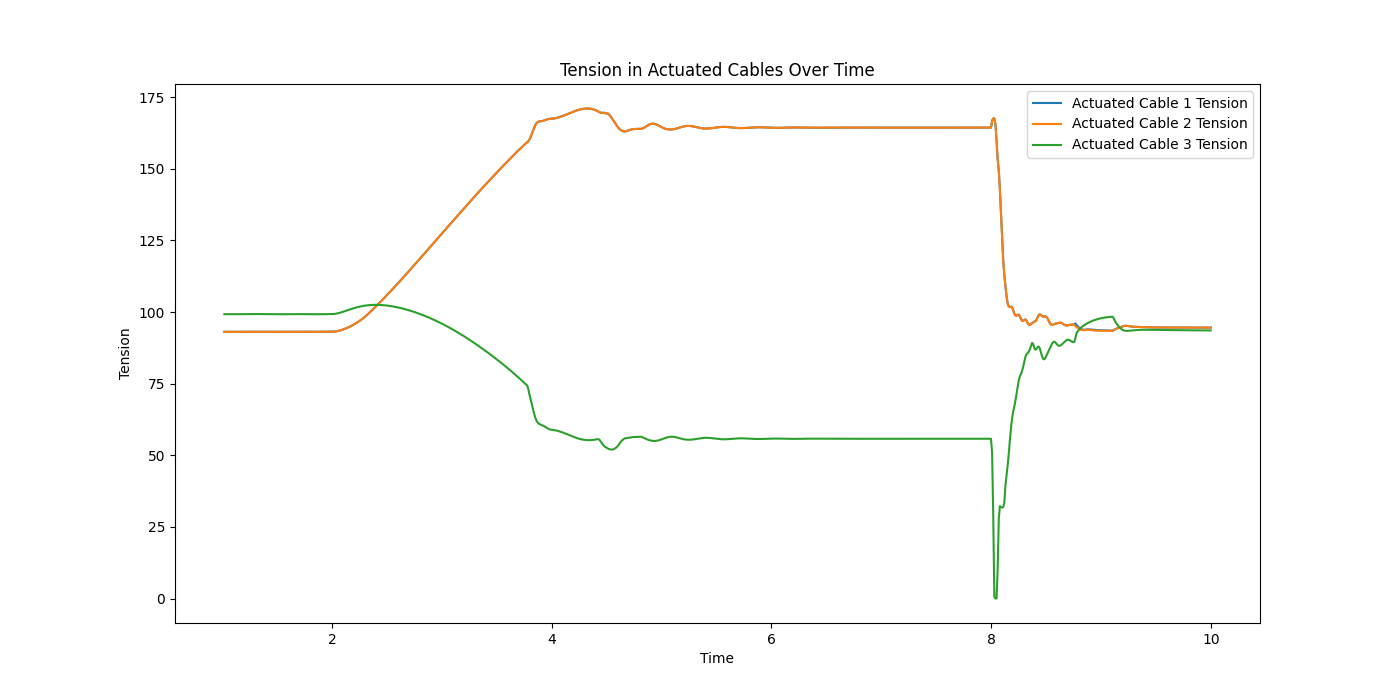 Tension in Actuated Cables Over Time
Actuated Cable 1 Tension
Actuated Cable 2 Tension
Actuated Cable 3 Tension
175
150
125
100
75
50
25
0
Tension
2
4
6
8
10
Time